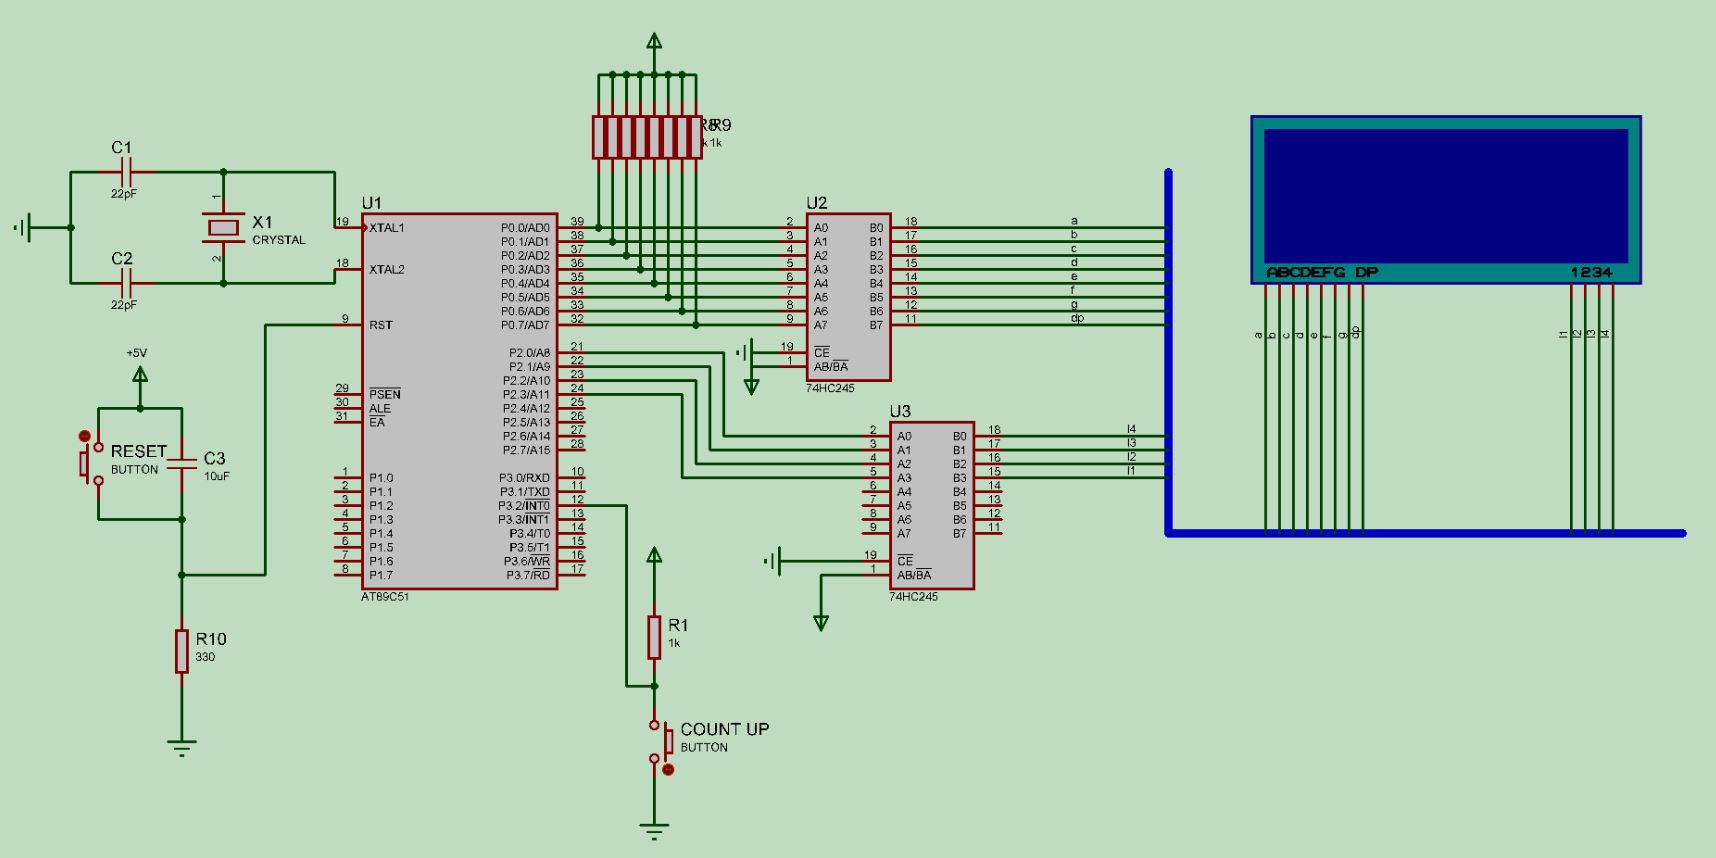 C1
22pF
X1
CRYSTAL
1
2
C2
22pF
+5V
RESET
BUTTON
C3
10uF
R10
330
U1
19 XTAL1
18 XTAL2
9 RST
29 PSEN
30 ALE
31 EA
1 P1.0
2 P1.1
3 P1.2
4 P1.3
5 P1.4
6 P1.5
7 P1.6
8 P1.7
P0.0/AD0 39
P0.1/AD1 38
P0.2/AD2 37
P0.3/AD3 36
P0.4/AD4 35
P0.5/AD5 34
P0.6/AD6 33
P0.7/AD7 32
P2.0/A8 21
P2.1/A9 22
P2.2/A10 23
P2.3/A11 24
P2.4/A12 25
P2.5/A13 26
P2.6/A14 27
P2.7/A15 28
P3.0/RXD 10
P3.1/TXD 11
P3.2/INT0 12
P3.3/INT1 13
P3.4/T0 14
P3.5/T1 15
P3.6/WR 16
P3.7/RD 17
AT89C51
R9
1k
R1
1k
COUNT UP
BUTTON
U2
2 A0 B0 18 a
3 A1 B1 17 b
4 A2 B2 16 c
5 A3 B3 15 d
6 A4 B4 14 e
7 A5 B5 13 f
8 A6 B6 12 g
9 A7 B7 11 dp
19 CE
1 AB/BA
74HC245
U3
2 A0 B0 18 l4
3 A1 B1 17 l3
4 A2 B2 16 l2
5 A3 B3 15 l1
6 A4 B4 14
7 A5 B5 13
8 A6 B6 12
9 A7 B7 11
19 CE
1 AB/BA
74HC245
ABCDEFG DP 1234
a b c d e f g dp l1 l2 l3 l4